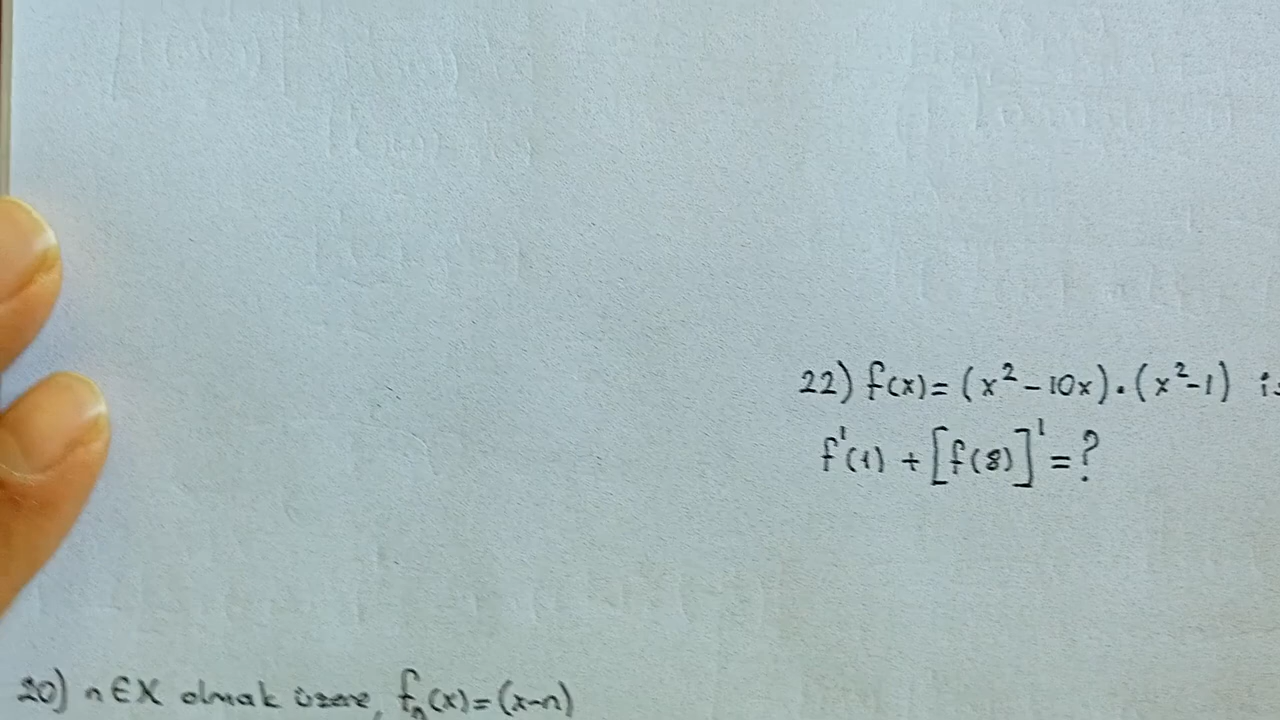 22) f(x) = (x² - 10x) . (x² - 1)
f'(1) + [f(8)]' = ?
20) n ∈ X olmak üzere, fₙ(x) = (x-n)